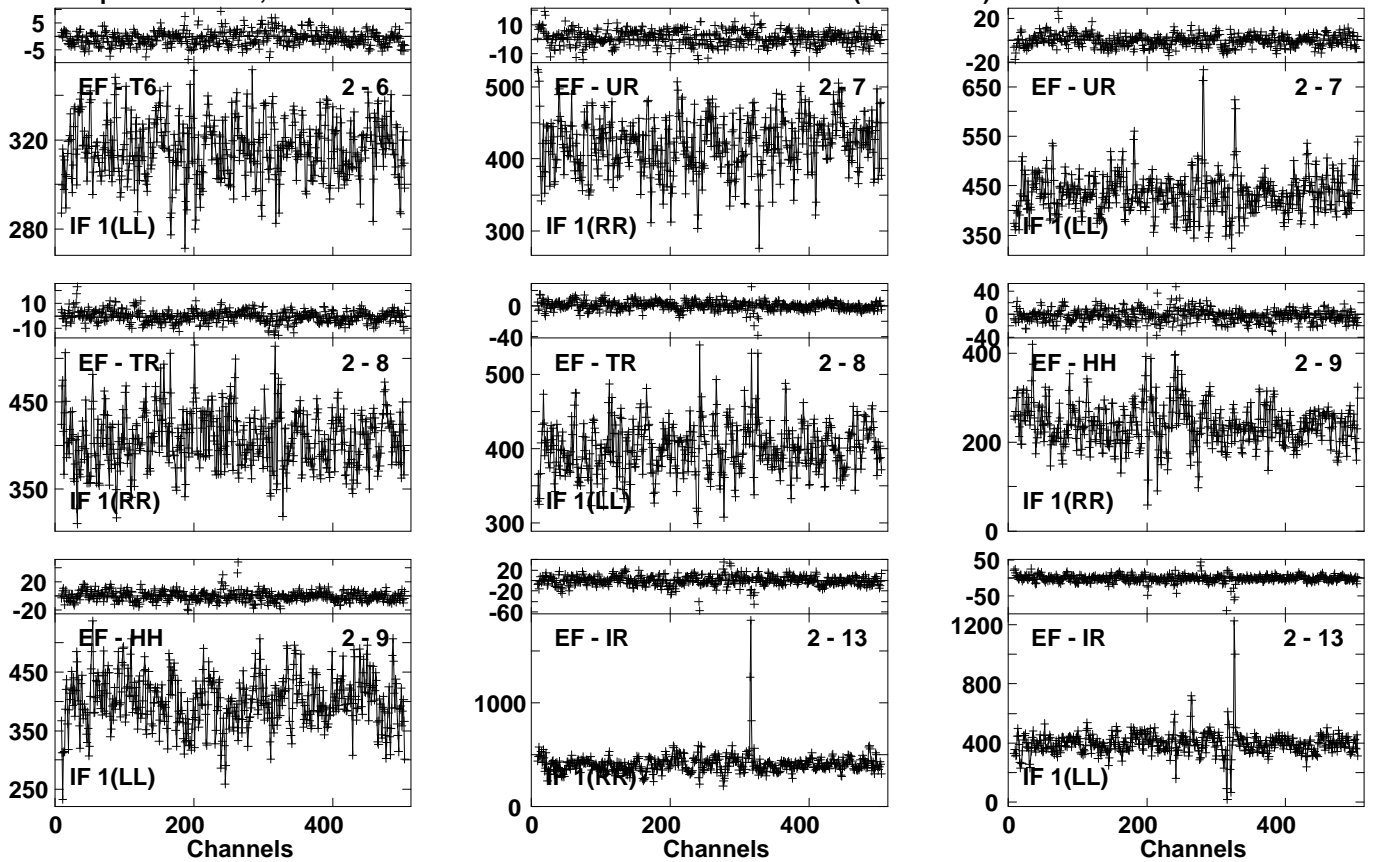 5
-5
EF - T6
2 - 6
320
280
IF 1(LL)
10
-10
EF - UR
2 - 7
500
400
300
IF 1(RR)
20
-20
EF - UR
2 - 7
650
550
450
350
IF 1(LL)
10
-10
EF - TR
2 - 8
450
350
IF 1(RR)
0
-40
EF - TR
2 - 8
500
400
300
IF 1(LL)
40
0
-40
EF - HH
2 - 9
400
200
0
IF 1(RR)
20
-20
EF - HH
2 - 9
450
350
250
IF 1(LL)
0 200 400
Channels
20
-20
-60
EF - IR
2 - 13
1000
0
IF 1(RR)
0 200 400
Channels
50
-50
EF - IR
2 - 13
1200
800
400
0
IF 1(LL)
0 200 400
Channels